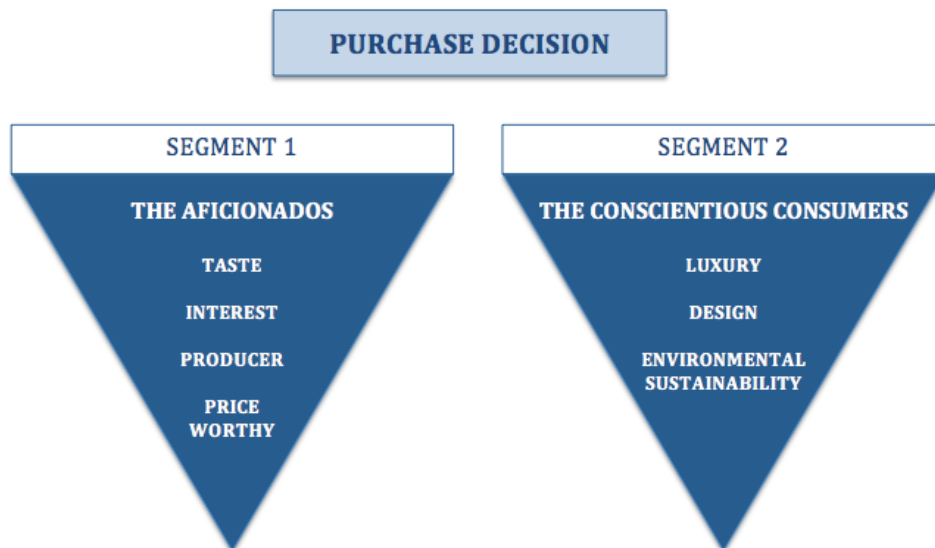 PURCHASE DECISION
SEGMENT 1
THE AFICIONADOS
TASTE
INTEREST
PRODUCER
PRICE
WORTHY
SEGMENT 2
THE CONSCIENTIOUS CONSUMERS
LUXURY
DESIGN
ENVIRONMENTAL
SUSTAINABILITY